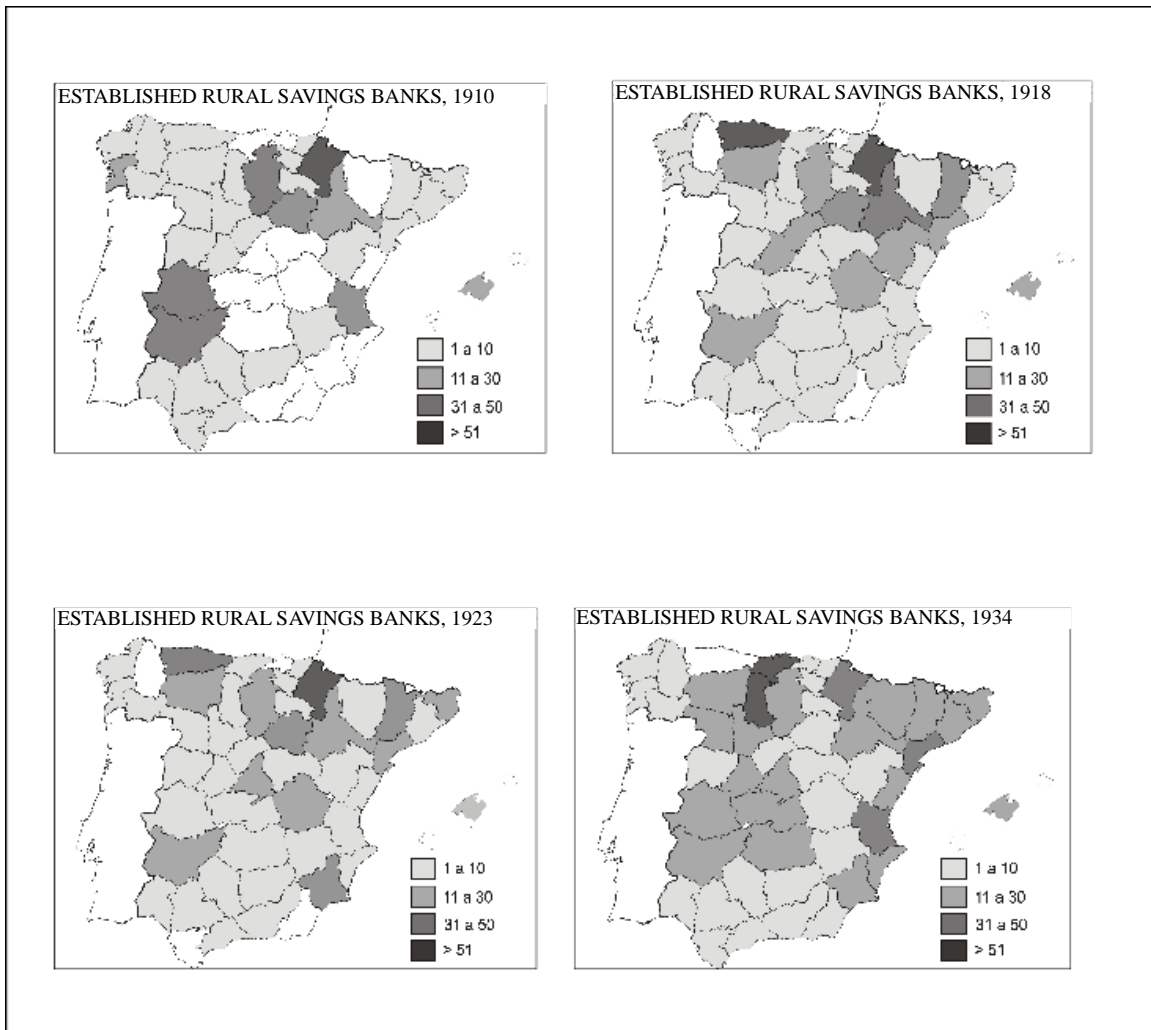 ESTABLISHED RURAL SAVINGS BANKS, 1910
1 a 10
11 a 30
31 a 50
> 51
ESTABLISHED RURAL SAVINGS BANKS, 1918
1 a 10
11 a 30
31 a 50
> 51
ESTABLISHED RURAL SAVINGS BANKS, 1923
1 a 10
11 a 30
31 a 50
> 51
ESTABLISHED RURAL SAVINGS BANKS, 1934
1 a 10
11 a 30
31 a 50
> 51